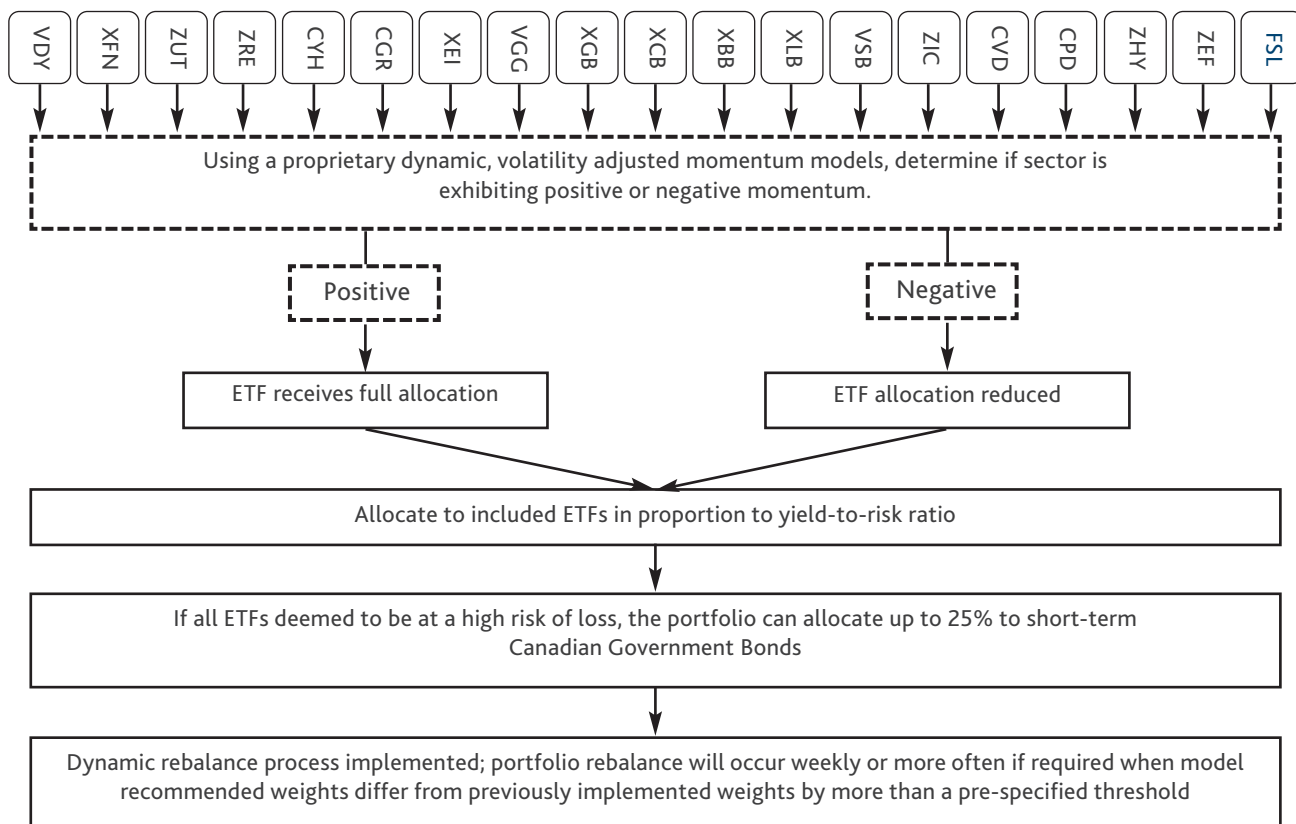 VDY
XFN
ZUT
ZRE
CYH
CGR
XEI
VGG
XGB
XCB
XBB
XLB
VSB
ZIC
CVD
CPD
ZHY
ZEF
FSL
Using a proprietary dynamic, volatility adjusted momentum models, determine if sector is
exhibiting positive or negative momentum.
Positive
Negative
ETF receives full allocation
ETF allocation reduced
Allocate to included ETFs in proportion to yield-to-risk ratio
If all ETFs deemed to be at a high risk of loss, the portfolio can allocate up to 25% to short-term
Canadian Government Bonds
Dynamic rebalance process implemented; portfolio rebalance will occur weekly or more often if required when model
recommended weights differ from previously implemented weights by more than a pre-specified threshold